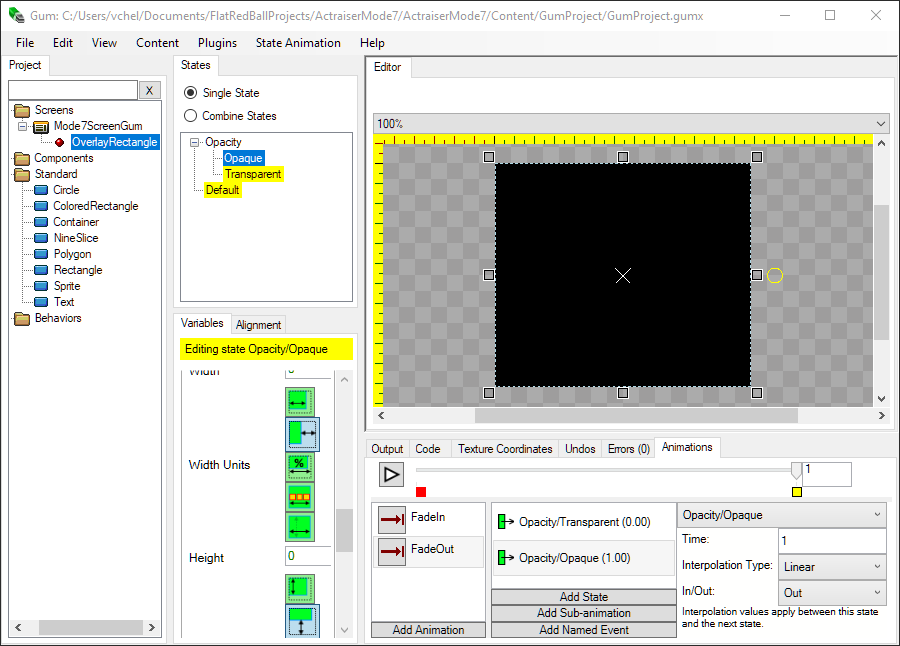 Gum: C:/Users/vchel/Documents/FlatRedBallProjects/ActraiserMode7/ActraiserMode7/Content/GumProject/GumProject.gumx
File Edit View Content Plugins State Animation Help
Project
X
Screens
Mode7ScreenGum
OverlayRectangle
Components
Standard
Circle
ColoredRectangle
Container
NineSlice
Polygon
Rectangle
Sprite
Text
Behaviors
States
Single State
Combine States
Opacity
Opaque
Transparent
Default
Variables Alignment
Editing state Opacity/Opaque
Width 0
Width Units
%
Height 0
Editor
100%
Output Code Texture Coordinates Undos Errors (0) Animations
1
FadeIn
FadeOut
Add Animation
Opacity/Transparent (0.00)
Opacity/Opaque (1.00)
Add State
Add Sub-animation
Add Named Event
Opacity/Opaque
Time: 1
Interpolation Type: Linear
In/Out: Out
Interpolation values apply between this state
and the next state.